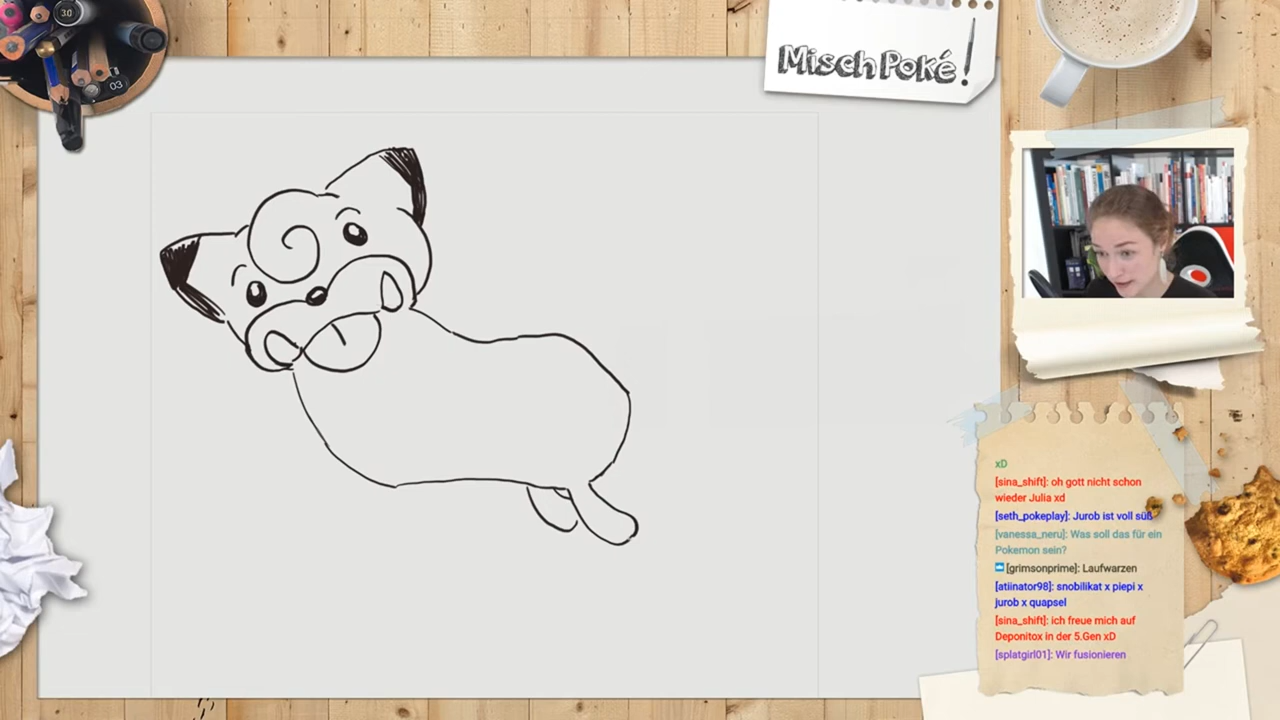 30
03
Misch Poké!
xD
[sina_shift]: oh gott nicht schon
wieder Julia xd
[seth_pokeplay]: Jurob ist voll süß
[vanessa_neru]: Was soll das für ein
Pokemon sein?
[grimsonprime]: Laufwarzen
[atiinator98]: snobilikat x piepi x
jurob x quapsel
[sina_shift]: ich freue mich auf
Deponitox in der 5.Gen xD
[splatgirl01]: Wir fusionieren